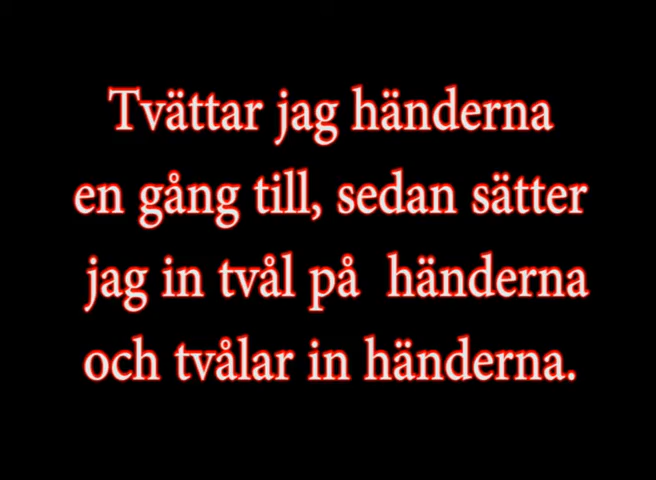 Tvättar jag händerna
en gång till, sedan sätter
jag in tvål på händerna
och tvålar in händerna.